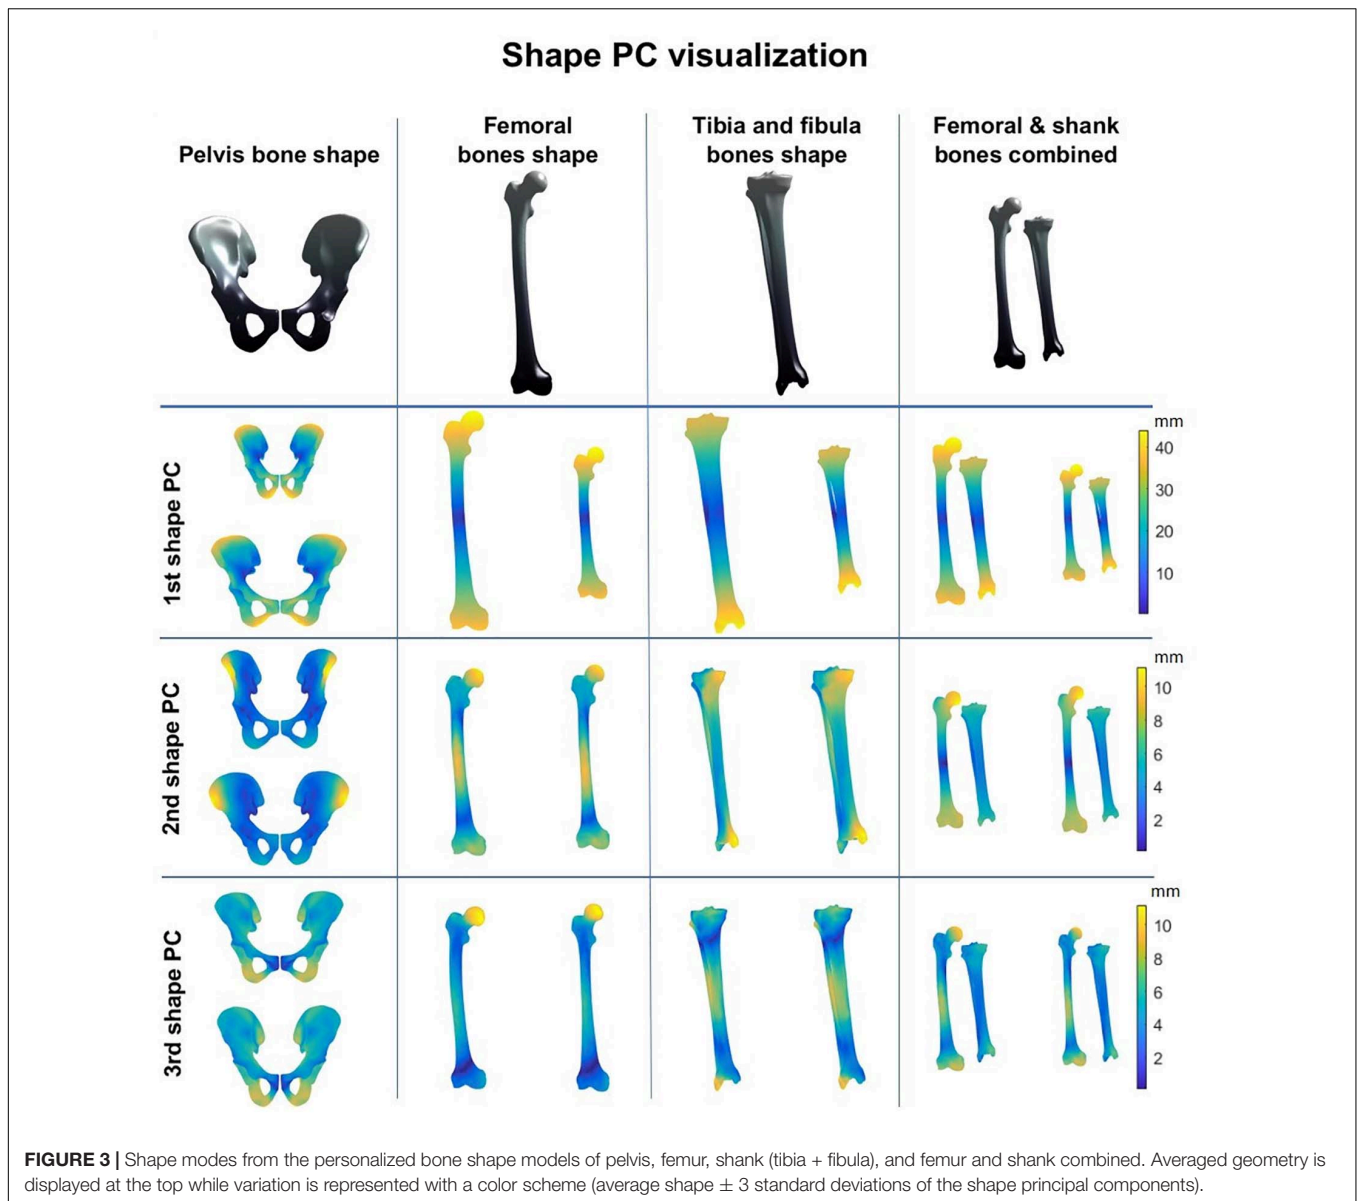 Shape PC visualization
Pelvis bone shape
Femoral
bones shape
Tibia and fibula
bones shape
Femoral & shank
bones combined
1st shape PC
mm
40
30
20
10
2nd shape PC
mm
10
8
6
4
2
3rd shape PC
mm
10
8
6
4
2
FIGURE 3 | Shape modes from the personalized bone shape models of pelvis, femur, shank (tibia + fibula), and femur and shank combined. Averaged geometry is
displayed at the top while variation is represented with a color scheme (average shape ± 3 standard deviations of the shape principal components).